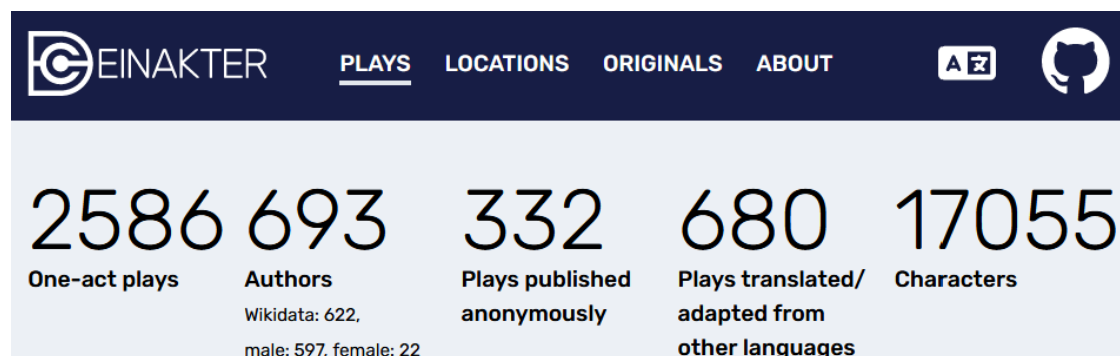 EINAKTER PLAYS LOCATIONS ORIGINALS ABOUT
2586 693 332 680 17055
One-act plays Authors Plays published Plays translated/ Characters
Wikidata: 622, anonymously adapted from
male: 597, female: 22 other languages